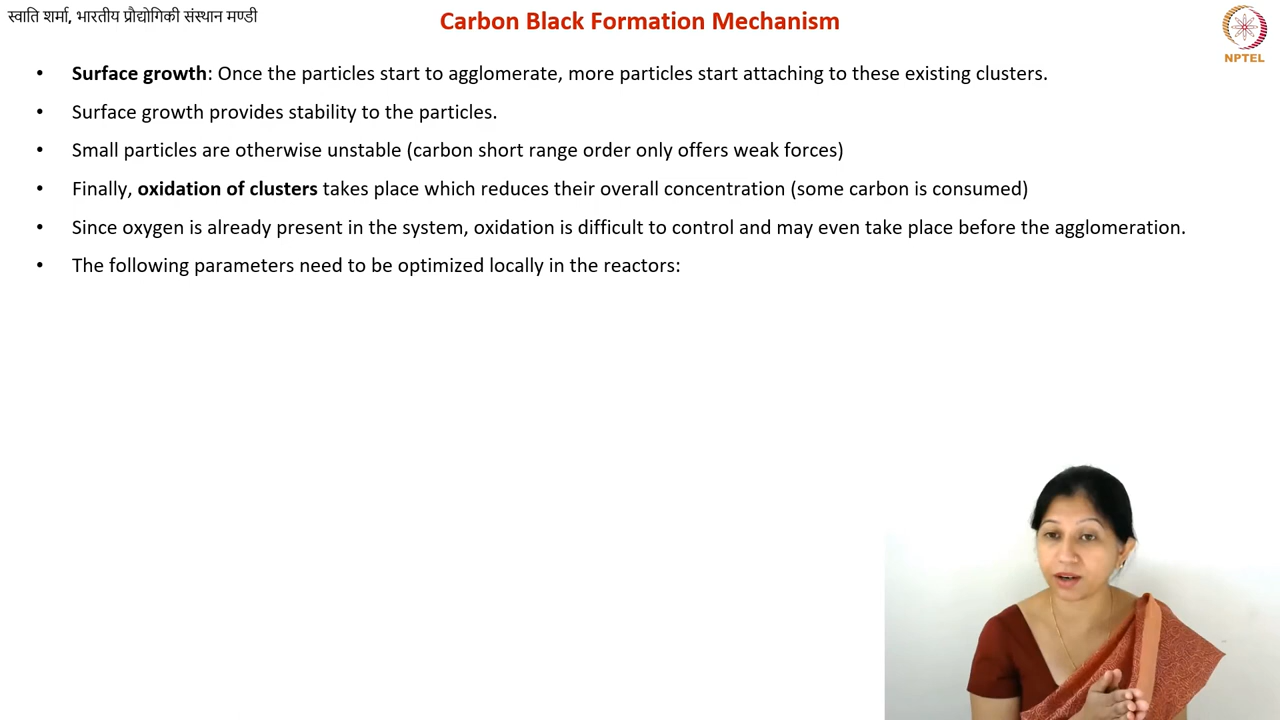 स्वाति शर्मा, भारतीय प्रौद्योगिकी संस्थान मण्डी
Carbon Black Formation Mechanism
NPTEL
• Surface growth: Once the particles start to agglomerate, more particles start attaching to these existing clusters.
• Surface growth provides stability to the particles.
• Small particles are otherwise unstable (carbon short range order only offers weak forces)
• Finally, oxidation of clusters takes place which reduces their overall concentration (some carbon is consumed)
• Since oxygen is already present in the system, oxidation is difficult to control and may even take place before the agglomeration.
• The following parameters need to be optimized locally in the reactors: